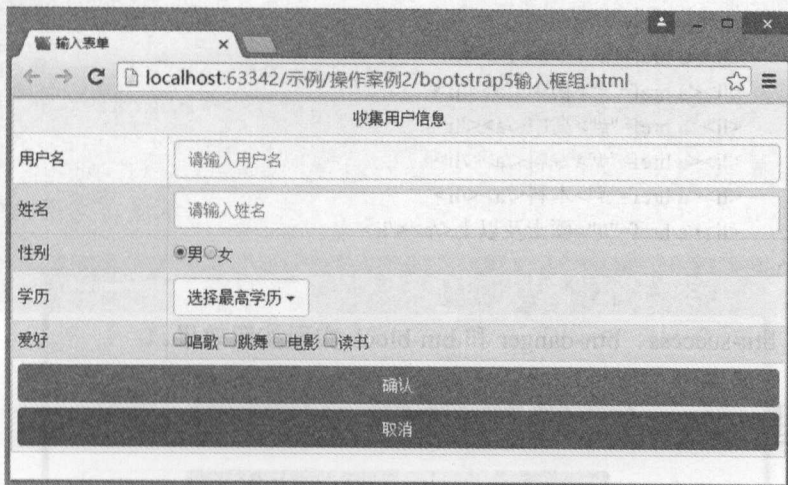 输入表单
localhost:63342/示例/操作案例2/bootstrap5输入框组.html
收集用户信息
用户名 请输入用户名
姓名 请输入姓名
性别 男 女
学历 选择最高学历
爱好 唱歌 跳舞 电影 读书
确认
取消